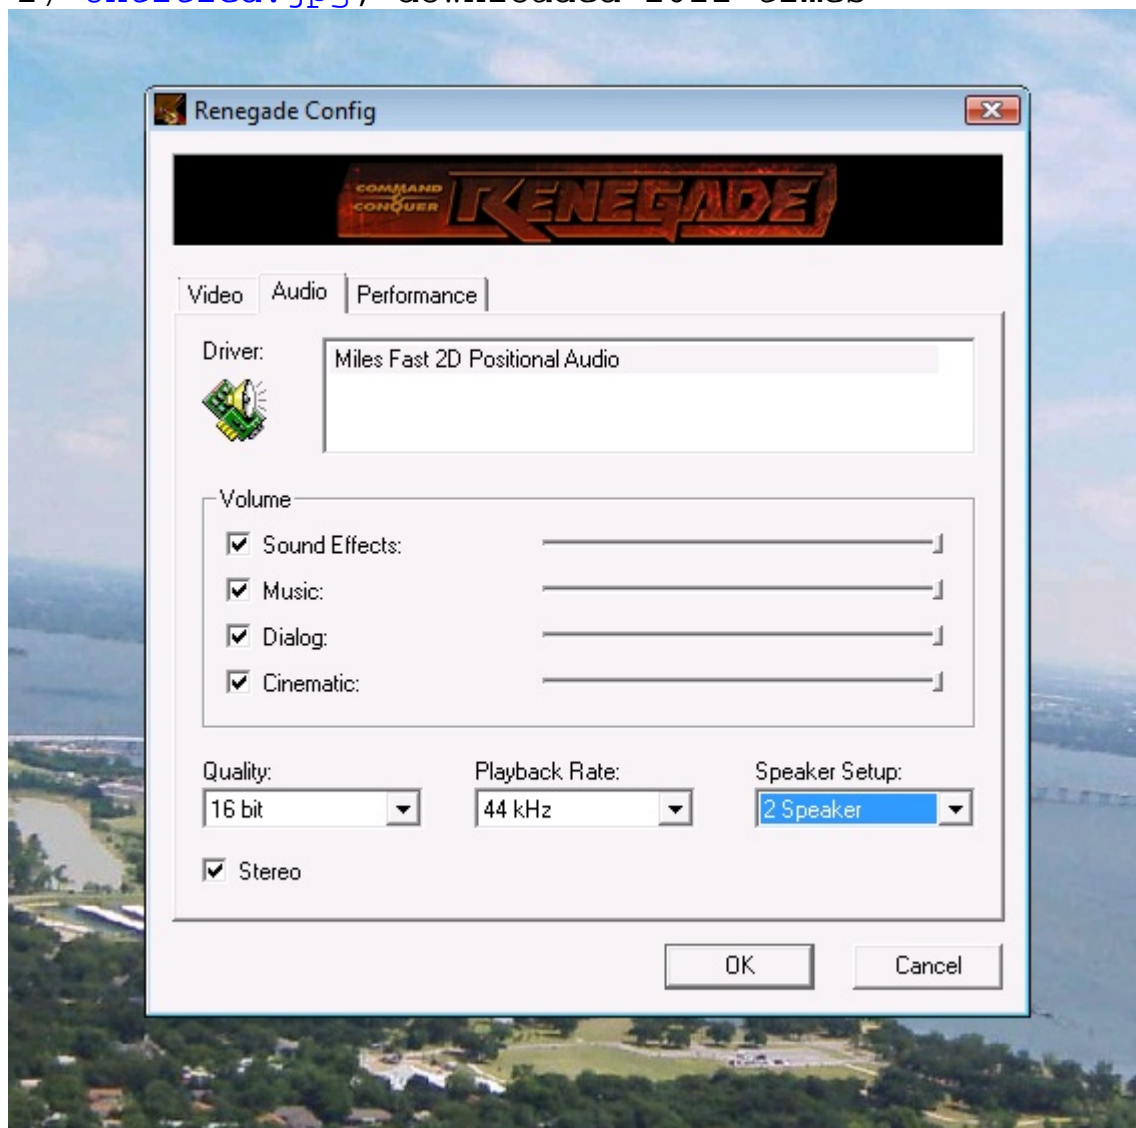 Renegade Config
COMMAND & CONQUER RENEGADE
Video Audio Performance
Driver:
Miles Fast 2D Positional Audio
Volume
Sound Effects:
Music:
Dialog:
Cinematic:
Quality: Playback Rate: Speaker Setup:
16 bit 44 kHz 2 Speaker
Stereo
OK Cancel